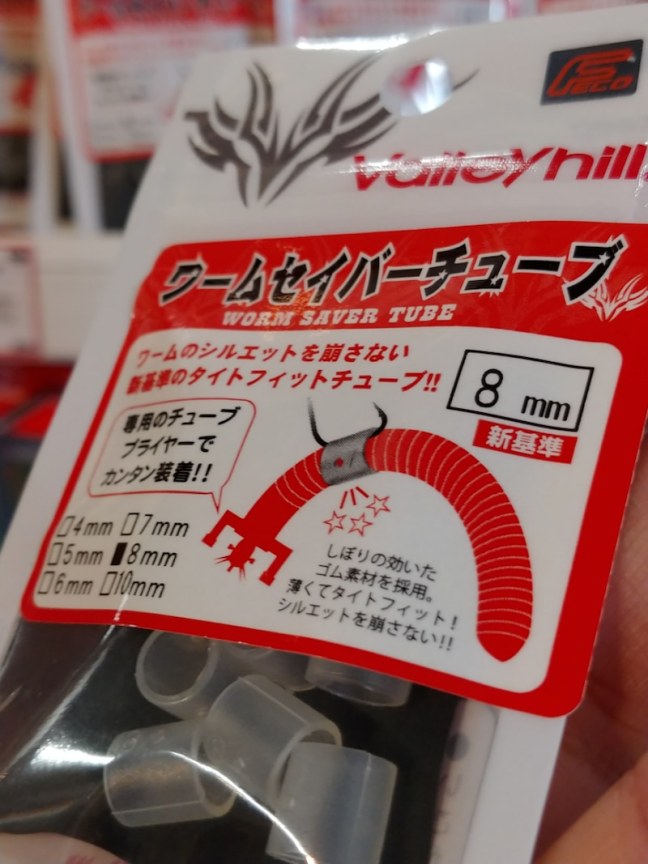 FSECO
Valleyhill
ワームセイバーチューブ
WORM SAVER TUBE
ワームのシルエットを崩さない
新基準のタイトフィットチューブ!!
8 mm
新基準
専用のチューブ
プライヤーで
カンタン装着!!
□4mm □7mm
□5mm ■8mm
□6mm □10mm
しぼりの効いた
ゴム素材を採用。
薄くてタイトフィット!
シルエットを崩さない!!